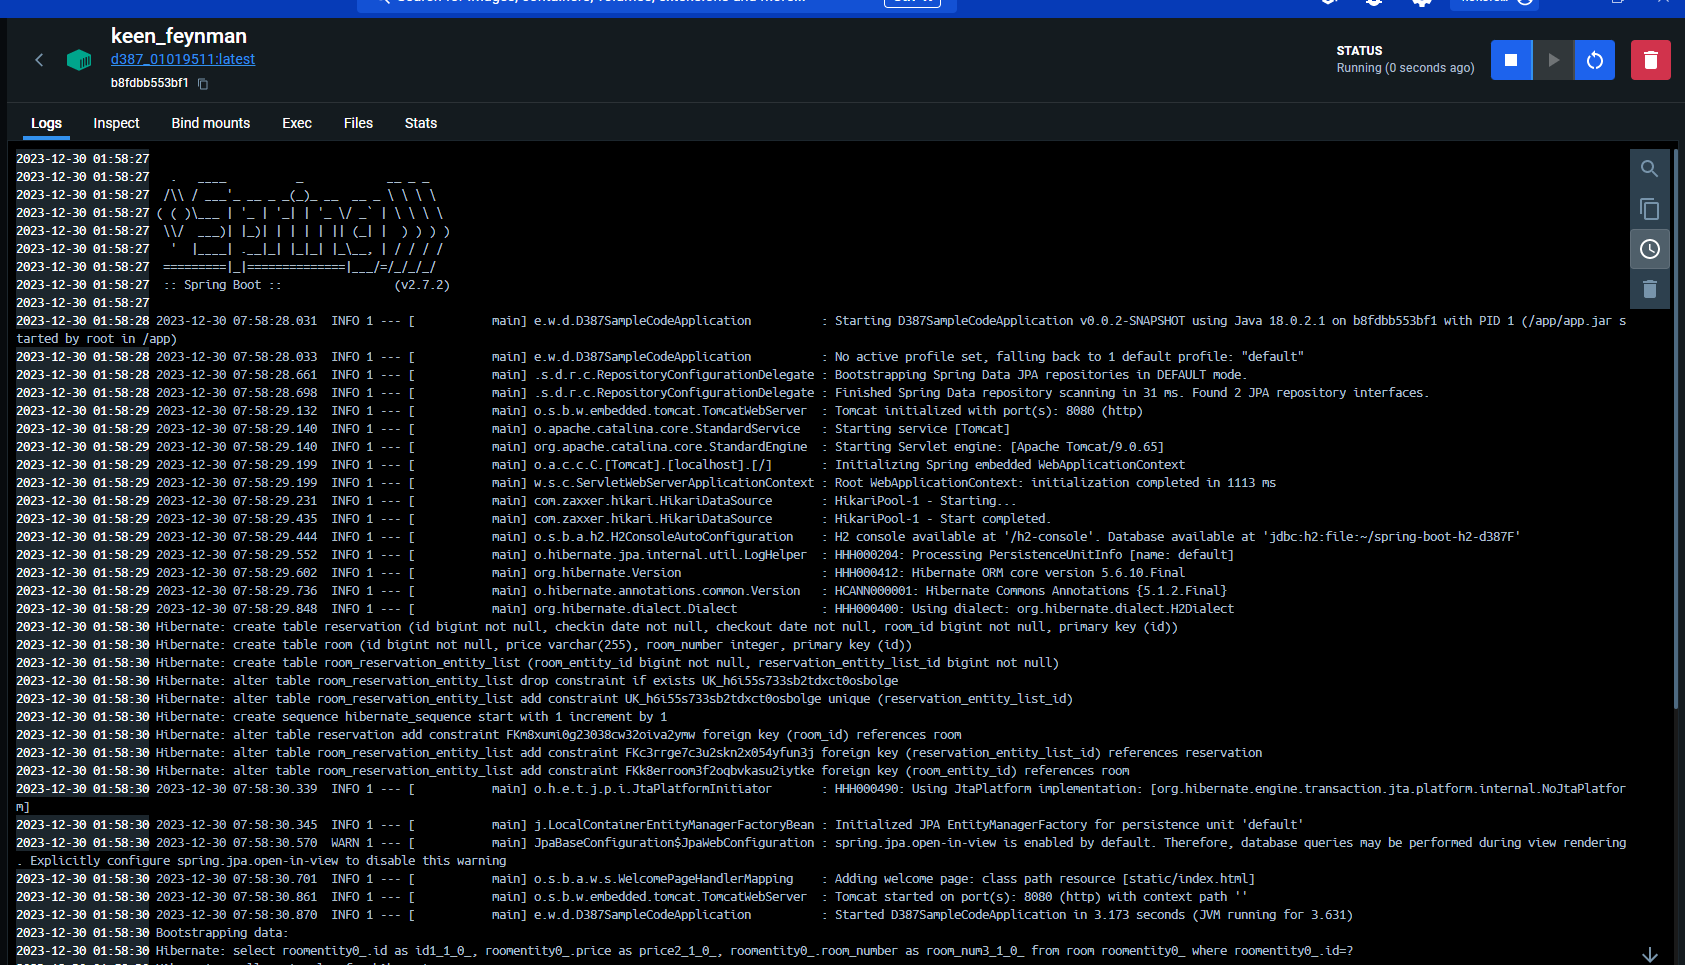 keen_feynman
d387_01019511:latest
b8fdbb553bf1
STATUS
Running (0 seconds ago)
Logs Inspect Bind mounts Exec Files Stats
2023-12-30 01:58:27
2023-12-30 01:58:27   .   ____          _            __ _ _
2023-12-30 01:58:27  /\\ / ___'_ __ _ _(_)_ __  __ _ \ \ \ \
2023-12-30 01:58:27 ( ( )\___ | '_ | '_| | '_ \/ _` | \ \ \ \
2023-12-30 01:58:27  \\/  ___)| |_)| | | | | || (_| |  ) ) ) )
2023-12-30 01:58:27   '  |____| .__|_| |_|_| |_\__, | / / / /
2023-12-30 01:58:27  =========|_|==============|___/=/_/_/_/
2023-12-30 01:58:27  :: Spring Boot ::                (v2.7.2)
2023-12-30 01:58:27
2023-12-30 01:58:28 2023-12-30 07:58:28.031  INFO 1 --- [           main] e.w.d.D387SampleCodeApplication          : Starting D387SampleCodeApplication v0.0.2-SNAPSHOT using Java 18.0.2.1 on b8fdbb553bf1 with PID 1 (/app/app.jar s
tarted by root in /app)
2023-12-30 01:58:28 2023-12-30 07:58:28.033  INFO 1 --- [           main] e.w.d.D387SampleCodeApplication          : No active profile set, falling back to 1 default profile: "default"
2023-12-30 01:58:28 2023-12-30 07:58:28.661  INFO 1 --- [           main] .s.d.r.c.RepositoryConfigurationDelegate : Bootstrapping Spring Data JPA repositories in DEFAULT mode.
2023-12-30 01:58:28 2023-12-30 07:58:28.698  INFO 1 --- [           main] .s.d.r.c.RepositoryConfigurationDelegate : Finished Spring Data repository scanning in 31 ms. Found 2 JPA repository interfaces.
2023-12-30 01:58:29 2023-12-30 07:58:29.132  INFO 1 --- [           main] o.s.b.w.embedded.tomcat.TomcatWebServer  : Tomcat initialized with port(s): 8080 (http)
2023-12-30 01:58:29 2023-12-30 07:58:29.140  INFO 1 --- [           main] o.apache.catalina.core.StandardService   : Starting service [Tomcat]
2023-12-30 01:58:29 2023-12-30 07:58:29.140  INFO 1 --- [           main] org.apache.catalina.core.StandardEngine  : Starting Servlet engine: [Apache Tomcat/9.0.65]
2023-12-30 01:58:29 2023-12-30 07:58:29.199  INFO 1 --- [           main] o.a.c.c.C.[Tomcat].[localhost].[/]       : Initializing Spring embedded WebApplicationContext
2023-12-30 01:58:29 2023-12-30 07:58:29.199  INFO 1 --- [           main] w.s.c.ServletWebServerApplicationContext : Root WebApplicationContext: initialization completed in 1113 ms
2023-12-30 01:58:29 2023-12-30 07:58:29.231  INFO 1 --- [           main] com.zaxxer.hikari.HikariDataSource       : HikariPool-1 - Starting...
2023-12-30 01:58:29 2023-12-30 07:58:29.435  INFO 1 --- [           main] com.zaxxer.hikari.HikariDataSource       : HikariPool-1 - Start completed.
2023-12-30 01:58:29 2023-12-30 07:58:29.444  INFO 1 --- [           main] o.s.b.a.h2.H2ConsoleAutoConfiguration    : H2 console available at '/h2-console'. Database available at 'jdbc:h2:file:~/spring-boot-h2-d387F'
2023-12-30 01:58:29 2023-12-30 07:58:29.552  INFO 1 --- [           main] o.hibernate.jpa.internal.util.LogHelper  : HHH000204: Processing PersistenceUnitInfo [name: default]
2023-12-30 01:58:29 2023-12-30 07:58:29.602  INFO 1 --- [           main] org.hibernate.Version                    : HHH000412: Hibernate ORM core version 5.6.10.Final
2023-12-30 01:58:29 2023-12-30 07:58:29.736  INFO 1 --- [           main] o.hibernate.annotations.common.Version   : HCANN000001: Hibernate Commons Annotations {5.1.2.Final}
2023-12-30 01:58:29 2023-12-30 07:58:29.848  INFO 1 --- [           main] org.hibernate.dialect.Dialect            : HHH000400: Using dialect: org.hibernate.dialect.H2Dialect
2023-12-30 01:58:30 Hibernate: create table reservation (id bigint not null, checkin date not null, checkout date not null, room_id bigint not null, primary key (id))
2023-12-30 01:58:30 Hibernate: create table room (id bigint not null, price varchar(255), room_number integer, primary key (id))
2023-12-30 01:58:30 Hibernate: create table room_reservation_entity_list (room_entity_id bigint not null, reservation_entity_list_id bigint not null)
2023-12-30 01:58:30 Hibernate: alter table room_reservation_entity_list drop constraint if exists UK_h6i55s733sb2tdxct0osbolge
2023-12-30 01:58:30 Hibernate: alter table room_reservation_entity_list add constraint UK_h6i55s733sb2tdxct0osbolge unique (reservation_entity_list_id)
2023-12-30 01:58:30 Hibernate: create sequence hibernate_sequence start with 1 increment by 1
2023-12-30 01:58:30 Hibernate: alter table reservation add constraint FKm8xumi0g23038cw32oiva2ymw foreign key (room_id) references room
2023-12-30 01:58:30 Hibernate: alter table room_reservation_entity_list add constraint FKc3rrge7c3u2skn2x054yfun3j foreign key (reservation_entity_list_id) references reservation
2023-12-30 01:58:30 Hibernate: alter table room_reservation_entity_list add constraint FKk8erroom3f2oqbvkasu2iytke foreign key (room_entity_id) references room
2023-12-30 01:58:30 2023-12-30 07:58:30.339  INFO 1 --- [           main] o.h.e.t.j.p.i.JtaPlatformInitiator       : HHH000490: Using JtaPlatform implementation: [org.hibernate.engine.transaction.jta.platform.internal.NoJtaPlatfor
m]
2023-12-30 01:58:30 2023-12-30 07:58:30.345  INFO 1 --- [           main] j.LocalContainerEntityManagerFactoryBean : Initialized JPA EntityManagerFactory for persistence unit 'default'
2023-12-30 01:58:30 2023-12-30 07:58:30.570  WARN 1 --- [           main] JpaBaseConfiguration$JpaWebConfiguration : spring.jpa.open-in-view is enabled by default. Therefore, database queries may be performed during view rendering
. Explicitly configure spring.jpa.open-in-view to disable this warning
2023-12-30 01:58:30 2023-12-30 07:58:30.701  INFO 1 --- [           main] o.s.b.a.w.s.WelcomePageHandlerMapping    : Adding welcome page: class path resource [static/index.html]
2023-12-30 01:58:30 2023-12-30 07:58:30.861  INFO 1 --- [           main] o.s.b.w.embedded.tomcat.TomcatWebServer  : Tomcat started on port(s): 8080 (http) with context path ''
2023-12-30 01:58:30 2023-12-30 07:58:30.870  INFO 1 --- [           main] e.w.d.D387SampleCodeApplication          : Started D387SampleCodeApplication in 3.173 seconds (JVM running for 3.631)
2023-12-30 01:58:30 Bootstrapping data:
2023-12-30 01:58:30 Hibernate: select roomentity0_.id as id1_1_0_, roomentity0_.price as price2_1_0_, roomentity0_.room_number as room_num3_1_0_ from room roomentity0_ where roomentity0_.id=?